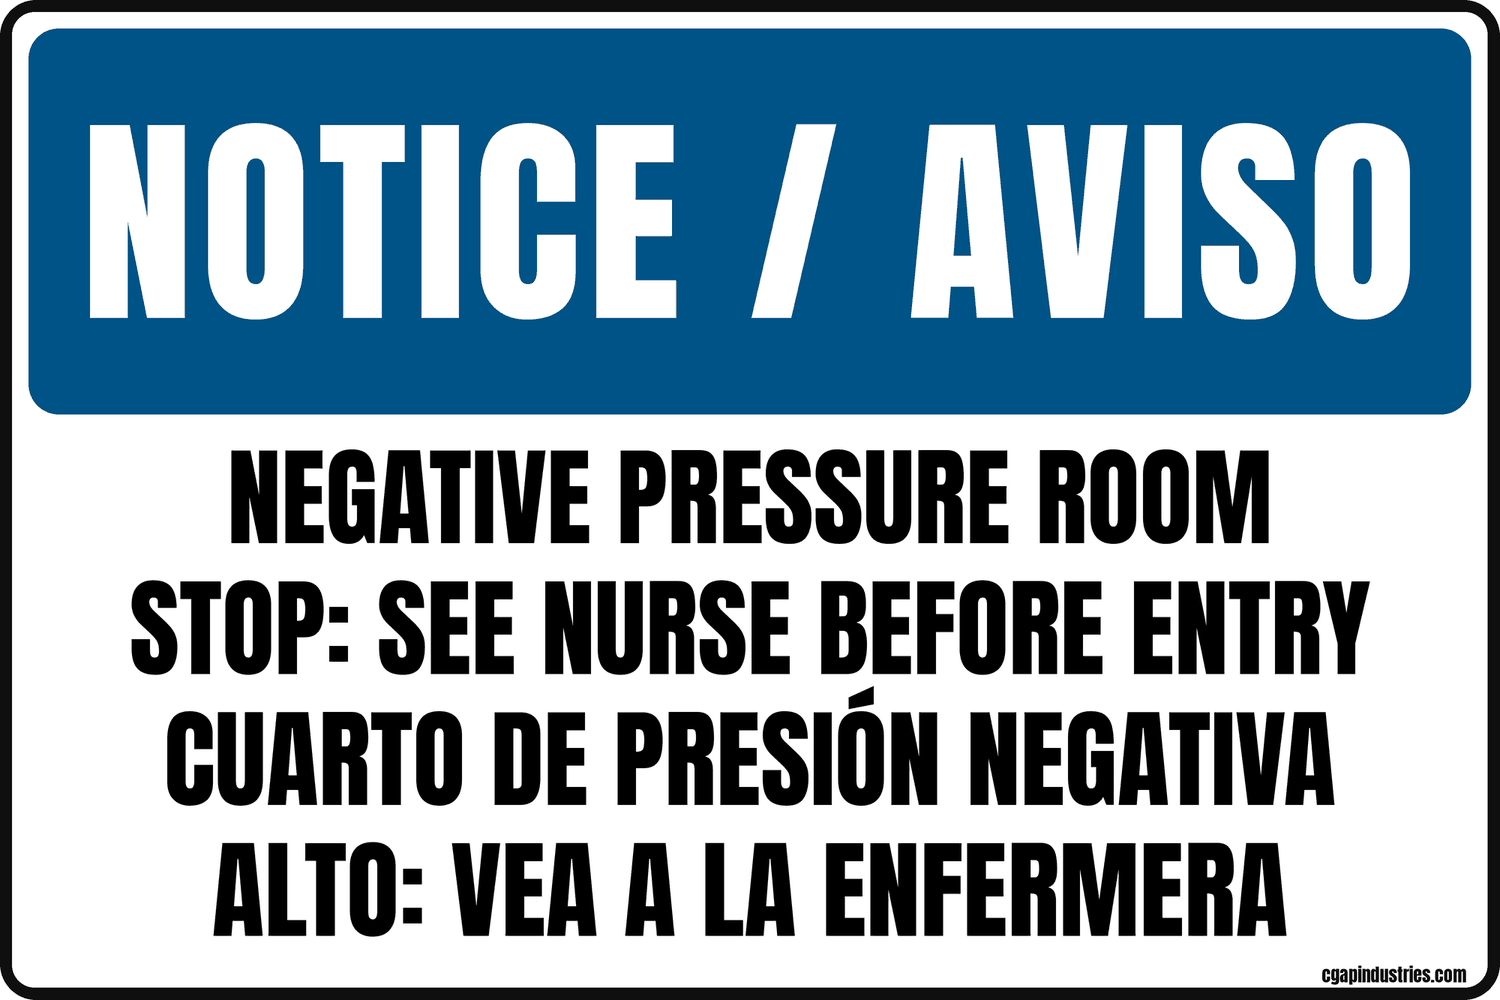 NOTICE / AVISO
NEGATIVE PRESSURE ROOM
STOP: SEE NURSE BEFORE ENTRY
CUARTO DE PRESIÓN NEGATIVA
ALTO: VEA A LA ENFERMERA
cgapindustries.com